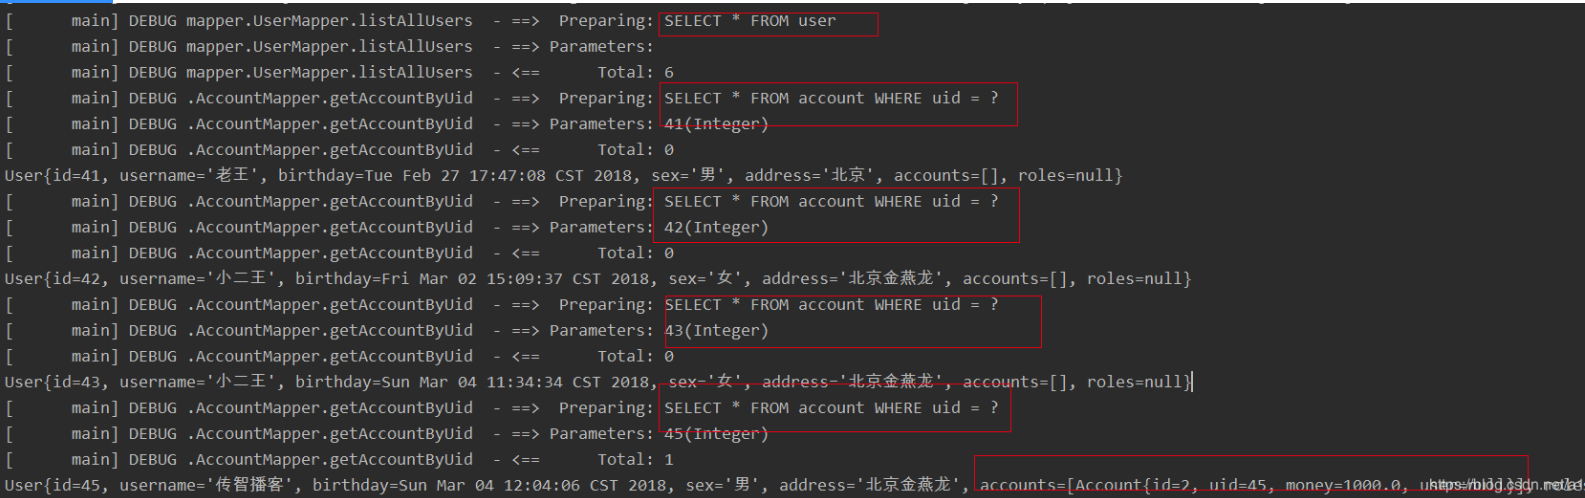 [       main] DEBUG mapper.UserMapper.listAllUsers  - ==>  Preparing: SELECT * FROM user
[       main] DEBUG mapper.UserMapper.listAllUsers  - ==> Parameters:
[       main] DEBUG mapper.UserMapper.listAllUsers  - <==      Total: 6
[       main] DEBUG .AccountMapper.getAccountByUid  - ==>  Preparing: SELECT * FROM account WHERE uid = ?
[       main] DEBUG .AccountMapper.getAccountByUid  - ==> Parameters: 41(Integer)
[       main] DEBUG .AccountMapper.getAccountByUid  - <==      Total: 0
User{id=41, username='老王', birthday=Tue Feb 27 17:47:08 CST 2018, sex='男', address='北京', accounts=[], roles=null}
[       main] DEBUG .AccountMapper.getAccountByUid  - ==>  Preparing: SELECT * FROM account WHERE uid = ?
[       main] DEBUG .AccountMapper.getAccountByUid  - ==> Parameters: 42(Integer)
[       main] DEBUG .AccountMapper.getAccountByUid  - <==      Total: 0
User{id=42, username='小二王', birthday=Fri Mar 02 15:09:37 CST 2018, sex='女', address='北京金燕龙', accounts=[], roles=null}
[       main] DEBUG .AccountMapper.getAccountByUid  - ==>  Preparing: SELECT * FROM account WHERE uid = ?
[       main] DEBUG .AccountMapper.getAccountByUid  - ==> Parameters: 43(Integer)
[       main] DEBUG .AccountMapper.getAccountByUid  - <==      Total: 0
User{id=43, username='小二王', birthday=Sun Mar 04 11:34:34 CST 2018, sex='女', address='北京金燕龙', accounts=[], roles=null}
[       main] DEBUG .AccountMapper.getAccountByUid  - ==>  Preparing: SELECT * FROM account WHERE uid = ?
[       main] DEBUG .AccountMapper.getAccountByUid  - ==> Parameters: 45(Integer)
[       main] DEBUG .AccountMapper.getAccountByUid  - <==      Total: 1
User{id=45, username='传智播客', birthday=Sun Mar 04 12:04:06 CST 2018, sex='男', address='北京金燕龙', accounts=[Account{id=2, uid=45, money=1000.0,